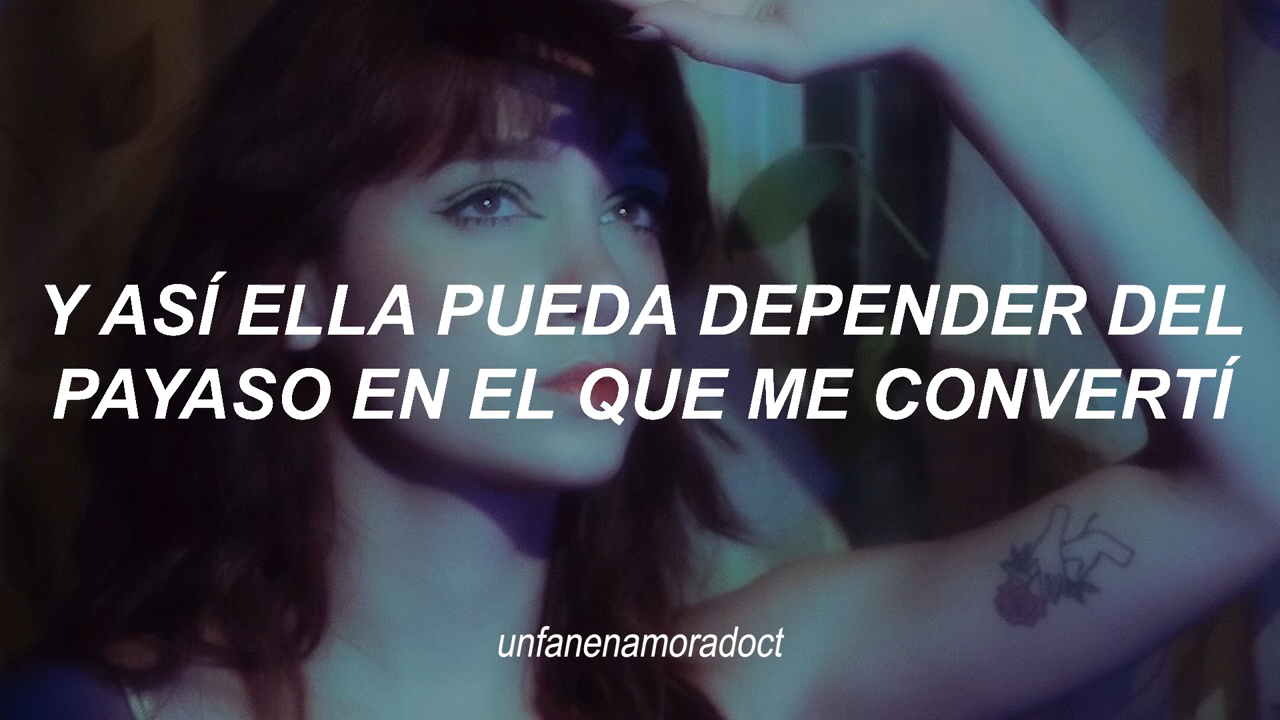 Y ASÍ ELLA PUEDA DEPENDER DEL
PAYASO EN EL QUE ME CONVERTÍ
unfanenamoradoct